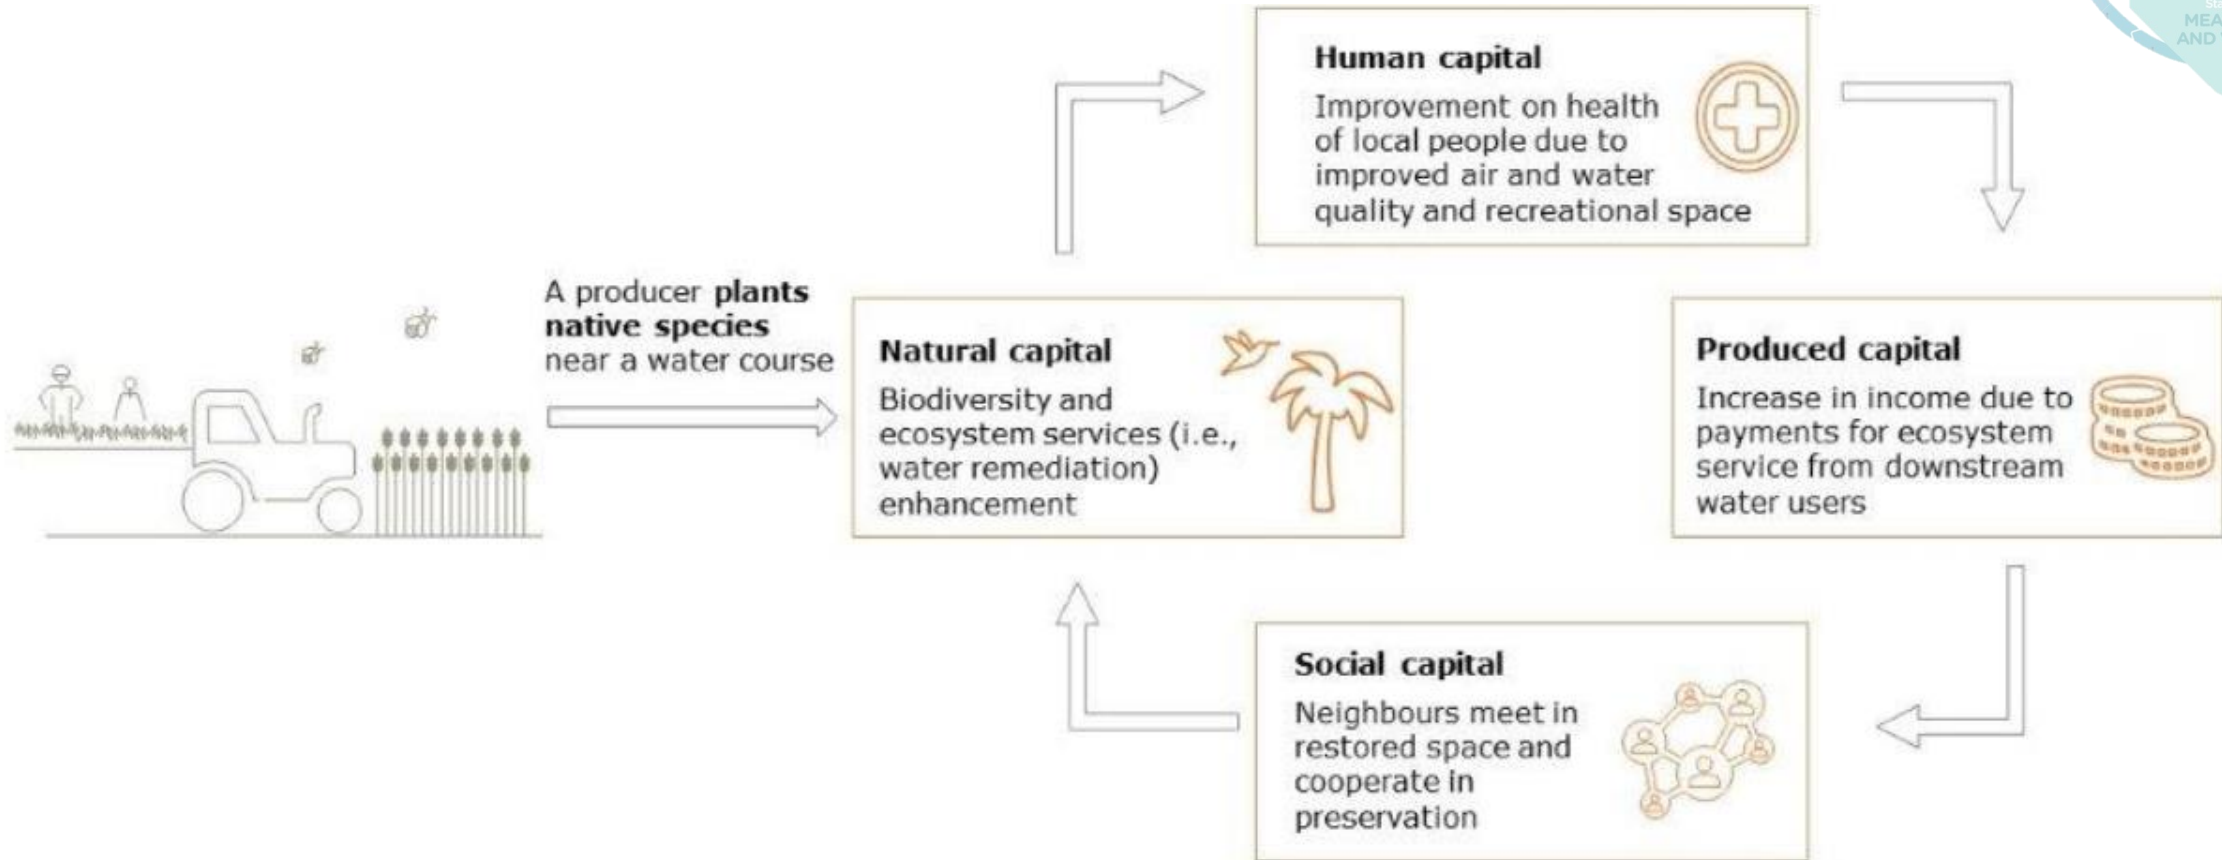 MEA
AND
Human capital
Improvement on health
of local people due to
improved air and water
quality and recreational space
A producer plants
native species
near a water course
Natural capital
Biodiversity and
ecosystem services (i.e.,
water remediation)
enhancement
Produced capital
Increase in income due to
payments for ecosystem
service from downstream
water users
Social capital
Neighbours meet in
restored space and
cooperate in
preservation